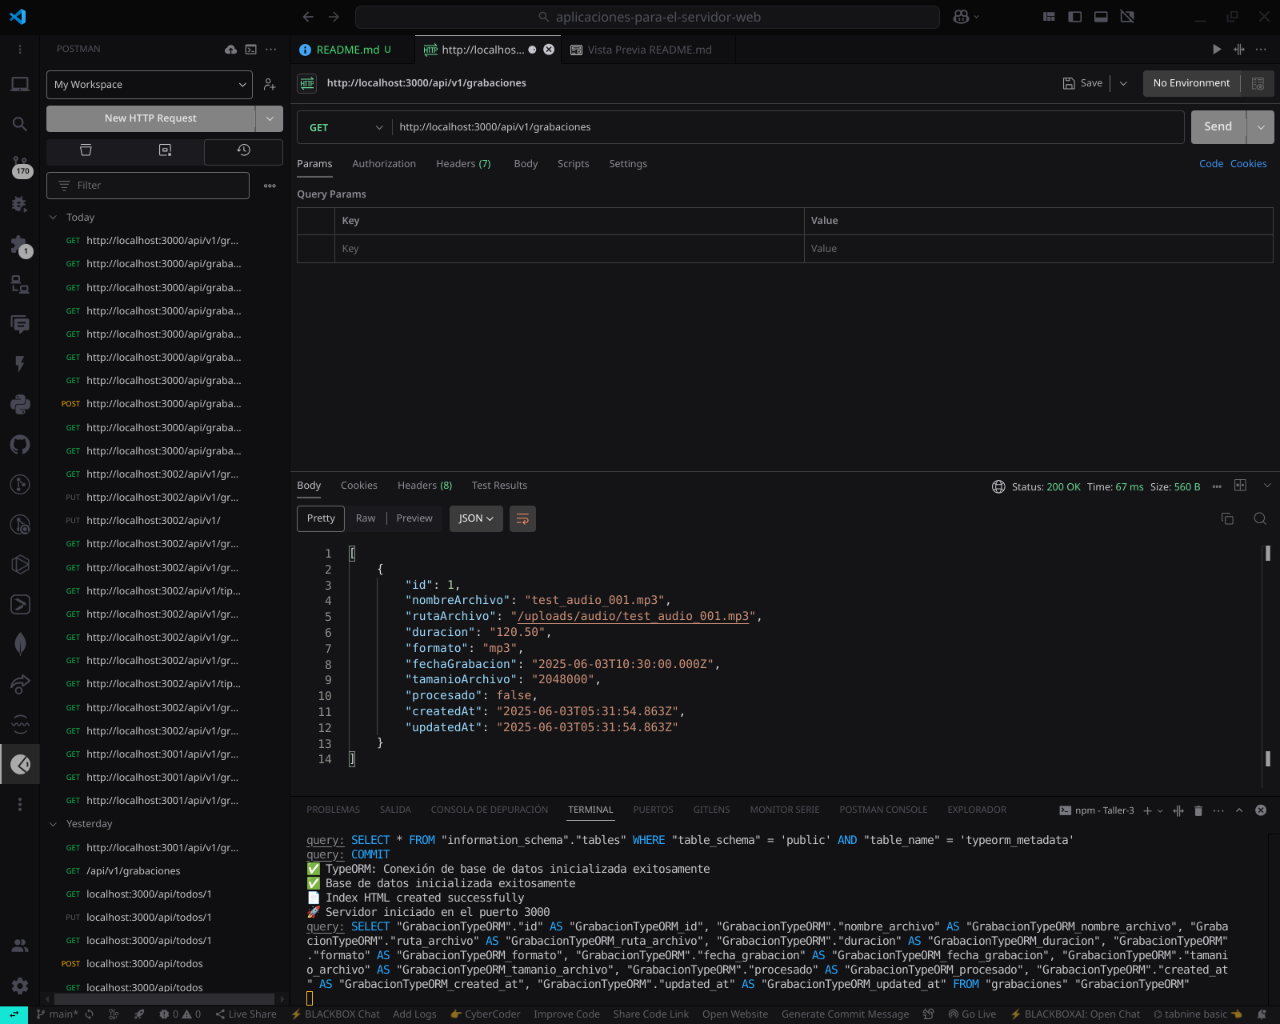 aplicaciones-para-el-servidor-web
POSTMAN
README.md U
http://localhos...
Vista Previa README.md
My Workspace
http://localhost:3000/api/v1/grabaciones
Save
No Environment
New HTTP Request
GET
http://localhost:3000/api/v1/grabaciones
Send
Params
Authorization
Headers (7)
Body
Scripts
Settings
Code
Cookies
170
Filter
Query Params
Key
Value
Key
Value
1
Today
GET http://localhost:3000/api/v1/gr...
GET http://localhost:3000/api/graba...
GET http://localhost:3000/api/graba...
GET http://localhost:3000/api/graba...
GET http://localhost:3000/api/graba...
GET http://localhost:3000/api/graba...
GET http://localhost:3000/api/graba...
POST http://localhost:3000/api/graba...
GET http://localhost:3000/api/graba...
GET http://localhost:3000/api/graba...
GET http://localhost:3002/api/v1/gr...
PUT http://localhost:3002/api/v1/gr...
PUT http://localhost:3002/api/v1/
GET http://localhost:3002/api/v1/gr...
GET http://localhost:3002/api/v1/gr...
GET http://localhost:3002/api/v1/tip...
GET http://localhost:3002/api/v1/gr...
GET http://localhost:3002/api/v1/gr...
GET http://localhost:3002/api/v1/gr...
GET http://localhost:3002/api/v1/tip...
GET http://localhost:3002/api/v1/gr...
GET http://localhost:3002/api/v1/gr...
GET http://localhost:3001/api/v1/gr...
GET http://localhost:3001/api/v1/gr...
GET http://localhost:3001/api/v1/gr...
Yesterday
GET http://localhost:3001/api/v1/gr...
GET /api/v1/grabaciones
GET localhost:3000/api/todos/1
PUT localhost:3000/api/todos/1
GET localhost:3000/api/todos/1
POST localhost:3000/api/todos
GET localhost:3000/api/todos
Body
Cookies
Headers (8)
Test Results
Status: 200 OK Time: 67 ms Size: 560 B
Pretty
Raw
Preview
JSON
1 [
2 {
3 "id": 1,
4 "nombreArchivo": "test_audio_001.mp3",
5 "rutaArchivo": "/uploads/audio/test_audio_001.mp3",
6 "duracion": "120.50",
7 "formato": "mp3",
8 "fechaGrabacion": "2025-06-03T10:30:00.000Z",
9 "tamanioArchivo": "2048000",
10 "procesado": false,
11 "createdAt": "2025-06-03T05:31:54.863Z",
12 "updatedAt": "2025-06-03T05:31:54.863Z"
13 }
14 ]
PROBLEMAS
SALIDA
CONSOLA DE DEPURACIÓN
TERMINAL
PUERTOS
GITLENS
MONITOR SERIE
POSTMAN CONSOLE
EXPLORADOR
npm - Taller-3
query: SELECT * FROM "information_schema"."tables" WHERE "table_schema" = 'public' AND "table_name" = 'typeorm_metadata'
query: COMMIT
✅ TypeORM: Conexión de base de datos inicializada exitosamente
✅ Base de datos inicializada exitosamente
📄 Index HTML created successfully
🚀 Servidor iniciado en el puerto 3000
query: SELECT "GrabacionTypeORM"."id" AS "GrabacionTypeORM_id", "GrabacionTypeORM"."nombre_archivo" AS "GrabacionTypeORM_nombre_archivo", "Graba
cionTypeORM"."ruta_archivo" AS "GrabacionTypeORM_ruta_archivo", "GrabacionTypeORM"."duracion" AS "GrabacionTypeORM_duracion", "GrabacionTypeORM"
."formato" AS "GrabacionTypeORM_formato", "GrabacionTypeORM"."fecha_grabacion" AS "GrabacionTypeORM_fecha_grabacion", "GrabacionTypeORM"."tamani
o_archivo" AS "GrabacionTypeORM_tamanio_archivo", "GrabacionTypeORM"."procesado" AS "GrabacionTypeORM_procesado", "GrabacionTypeORM"."created_at
" AS "GrabacionTypeORM_created_at", "GrabacionTypeORM"."updated_at" AS "GrabacionTypeORM_updated_at" FROM "grabaciones" "GrabacionTypeORM"
main*
0
0
Live Share
BLACKBOX Chat
Add Logs
CyberCoder
Improve Code
Share Code Link
Open Website
Generate Commit Message
Go Live
BLACKBOXAI: Open Chat
tabnine basic